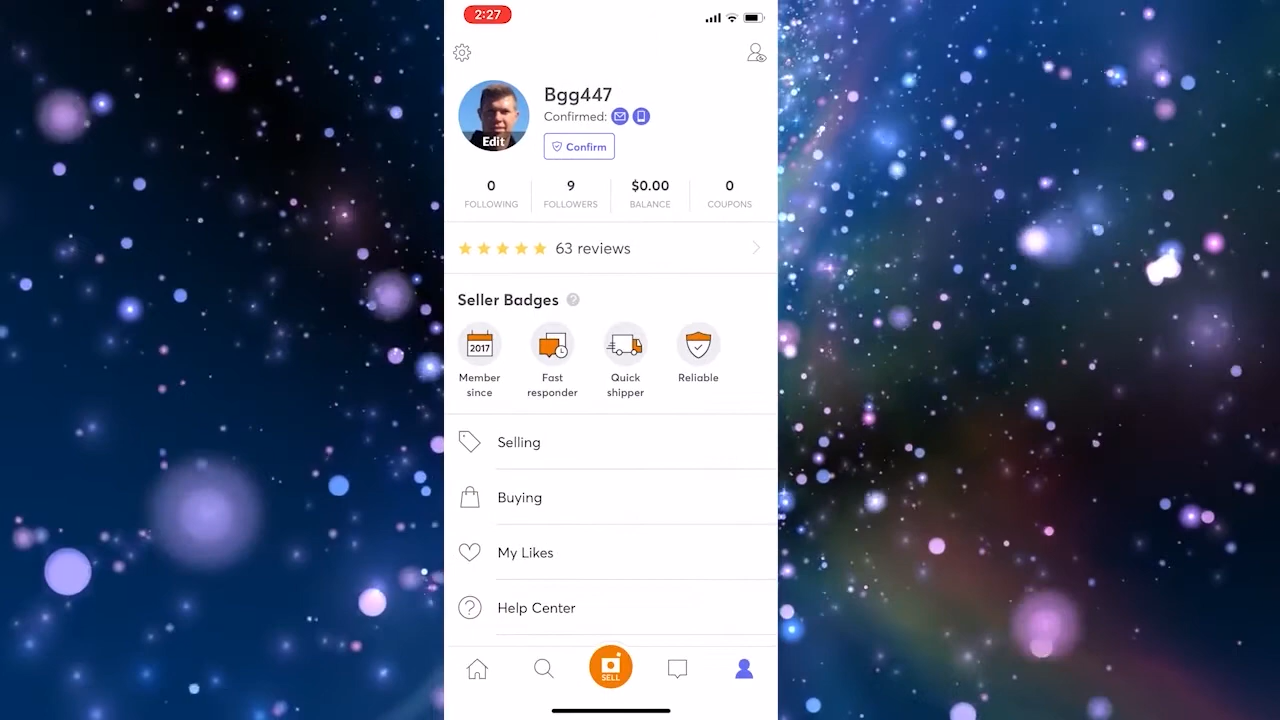 2:27
Bgg447
Confirmed:
Edit
Confirm
0 9 $0.00 0
FOLLOWING FOLLOWERS BALANCE COUPONS
63 reviews
Seller Badges ?
2017
Member since
Fast responder
Quick shipper
Reliable
Selling
Buying
My Likes
? Help Center
SELL